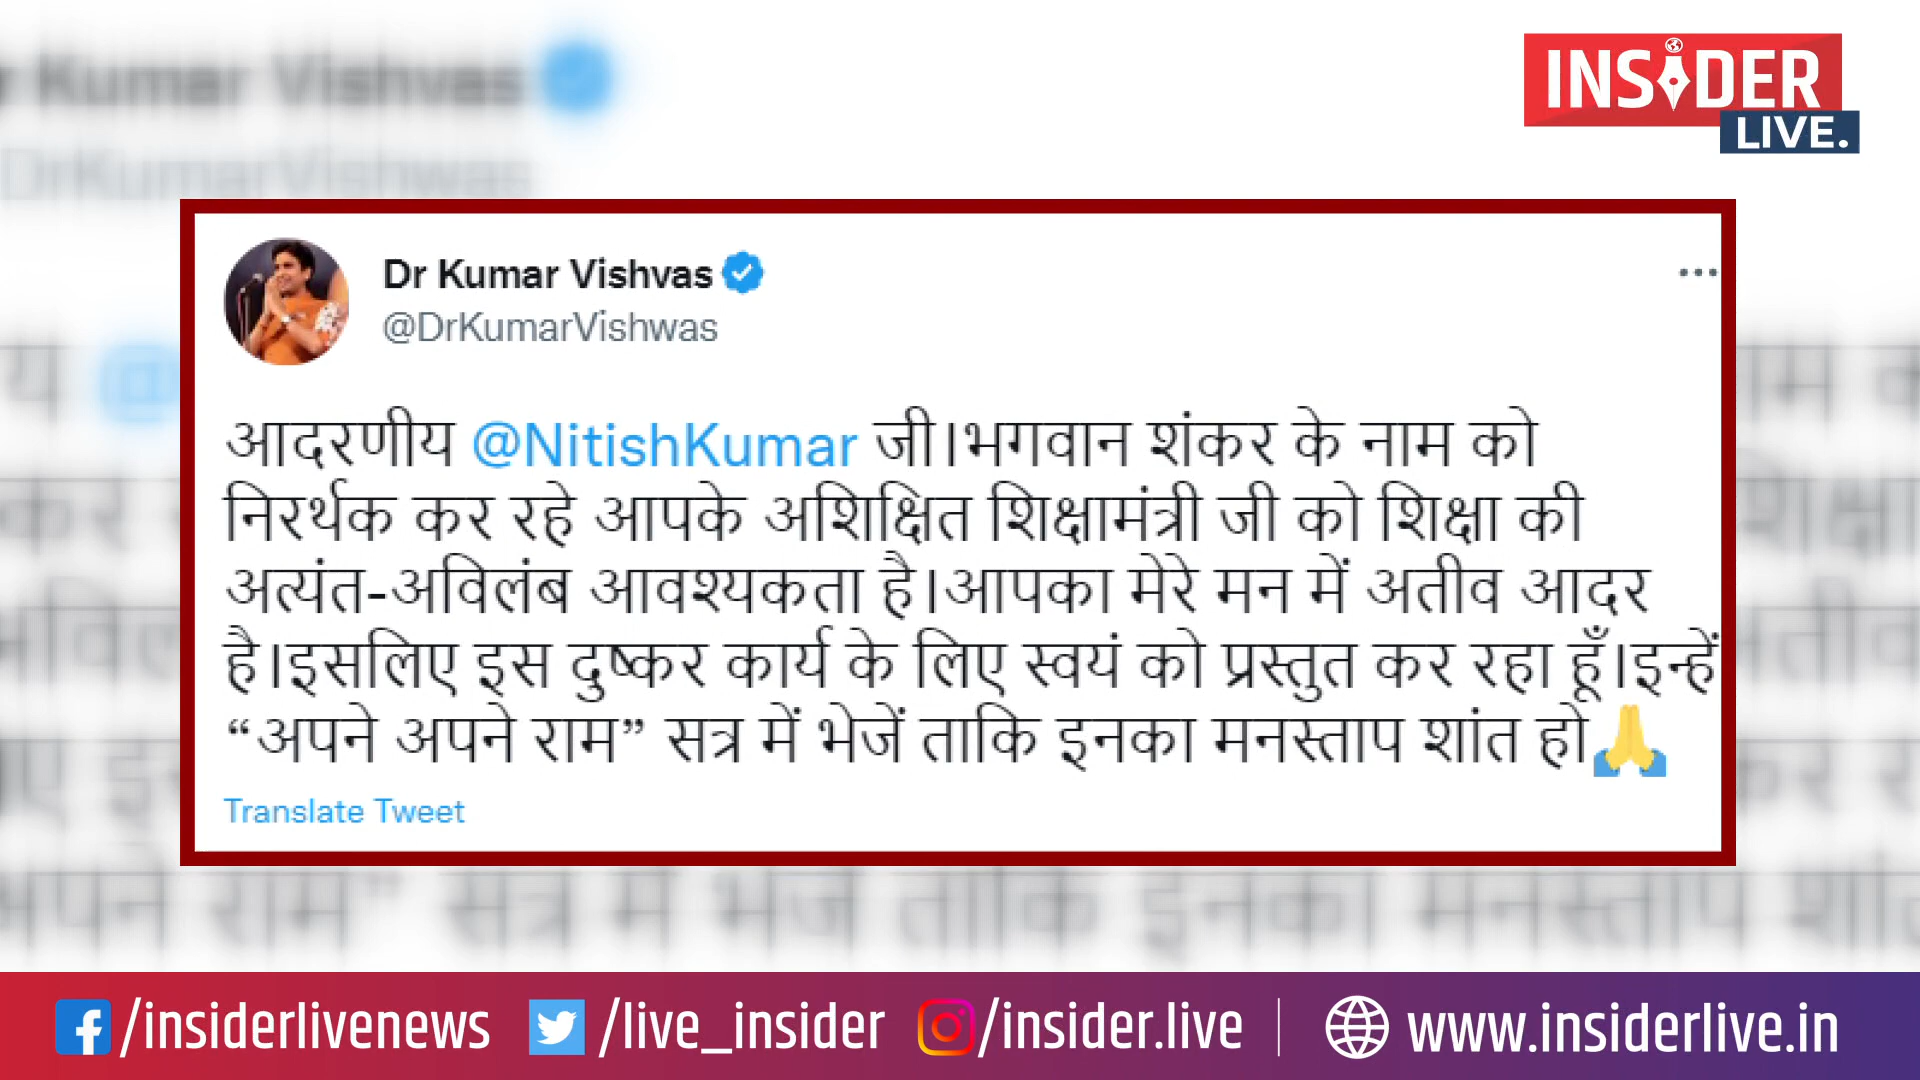 INSIDER
LIVE.
Dr Kumar Vishvas
@DrKumarVishwas
आदरणीय @NitishKumar जी।भगवान शंकर के नाम को
निरर्थक कर रहे आपके अशिक्षित शिक्षामंत्री जी को शिक्षा की
अत्यंत-अविलंब आवश्यकता है।आपका मेरे मन में अतीव आदर
है।इसलिए इस दुष्कर कार्य के लिए स्वयं को प्रस्तुत कर रहा हूँ।इन्हें
“अपने अपने राम” सत्र में भेजें ताकि इनका मनस्ताप शांत हो🙏
Translate Tweet
/insiderlivenews /live_insider /insider.live | www.insiderlive.in